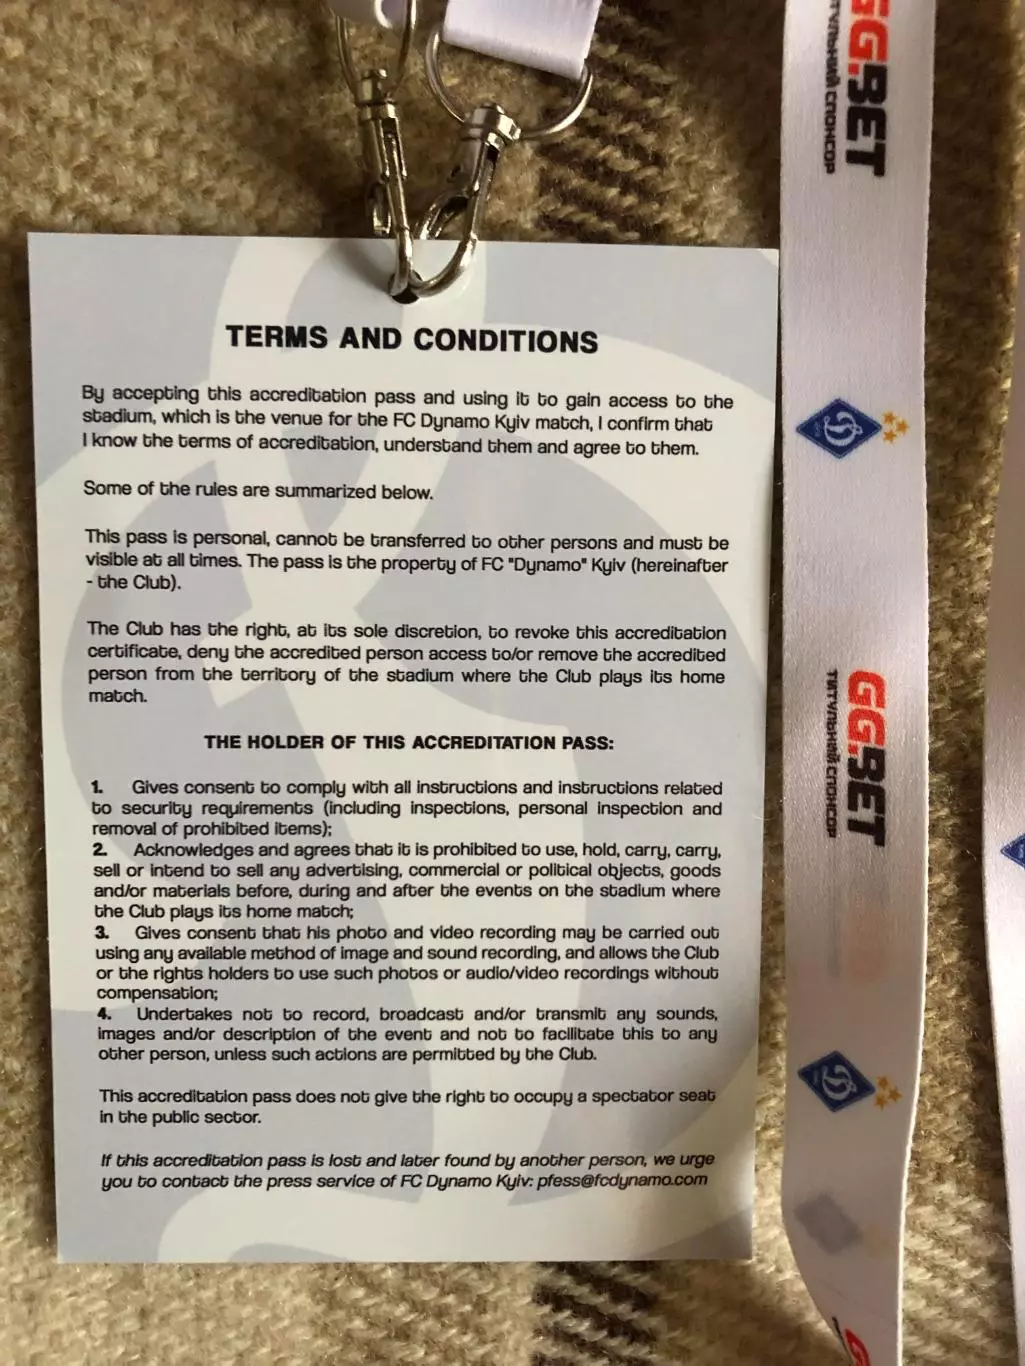 TERMS AND CONDITIONS
By accepting this accreditation pass and using it to gain access to the
stadium, which is the venue for the FC Dynamo Kyiv match, I confirm that
I know the terms of accreditation, understand them and agree to them.
Some of the rules are summarized below.
This pass is personal, cannot be transferred to other persons and must be
visible at all times. The pass is the property of FC "Dynamo" Kyiv (hereinafter
- the Club).
The Club has the right, at its sole discretion, to revoke this accreditation
certificate, deny the accredited person access to/or remove the accredited
person from the territory of the stadium where the Club plays its home
match.
THE HOLDER OF THIS ACCREDITATION PASS:
1. Gives consent to comply with all instructions and instructions related
to security requirements (including inspections, personal inspection and
removal of prohibited items);
2. Acknowledges and agrees that it is prohibited to use, hold, carry, carry,
sell or intend to sell any advertising, commercial or political objects, goods
and/or materials before, during and after the events on the stadium where
the Club plays its home match;
3. Gives consent that his photo and video recording may be carried out
using any available method of image and sound recording, and allows the Club
or the rights holders to use such photos or audio/video recordings without
compensation;
4. Undertakes not to record, broadcast and/or transmit any sounds,
images and/or description of the event and not to facilitate this to any
other person, unless such actions are permitted by the Club.
This accreditation pass does not give the right to occupy a spectator seat
in the public sector.
If this accreditation pass is lost and later found by another person, we urge
you to contact the press service of FC Dynamo Kyiv: pfess@fcdynamo.com
GG.BET
ТИТУЛЬНИЙ СПОНСОР
GG.BET
ТИТУЛЬНИЙ СПОНСОР